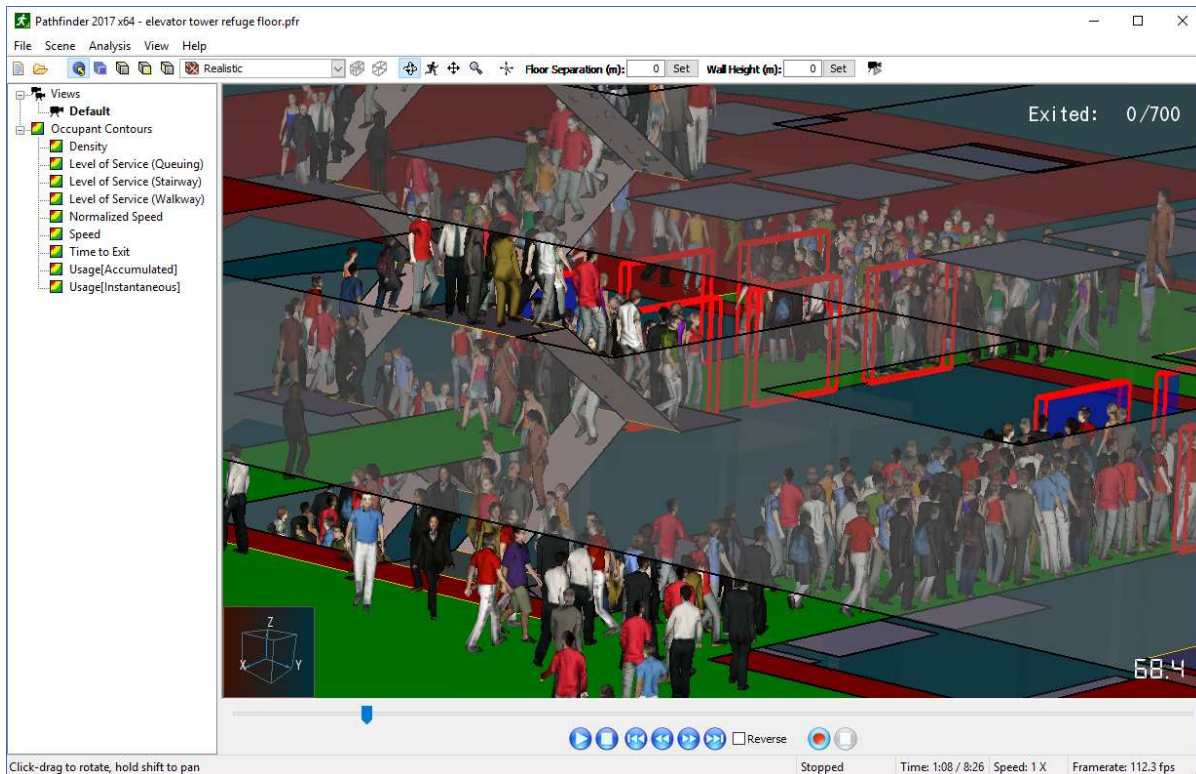 Pathfinder 2017 x64 - elevator tower refuge floor.pfr
File Scene Analysis View Help
Realistic Floor Separation (m): 0 Set Wall Height (m): 0 Set
Views
Default
Occupant Contours
Density
Level of Service (Queuing)
Level of Service (Stairway)
Level of Service (Walkway)
Normalized Speed
Speed
Time to Exit
Usage[Accumulated]
Usage[Instantaneous]
Exited: 0/700
Z
X Y
68.4
Reverse
Click-drag to rotate, hold shift to pan Stopped Time: 1:08 / 8:26 Speed: 1 X Framerate: 112.3 fps